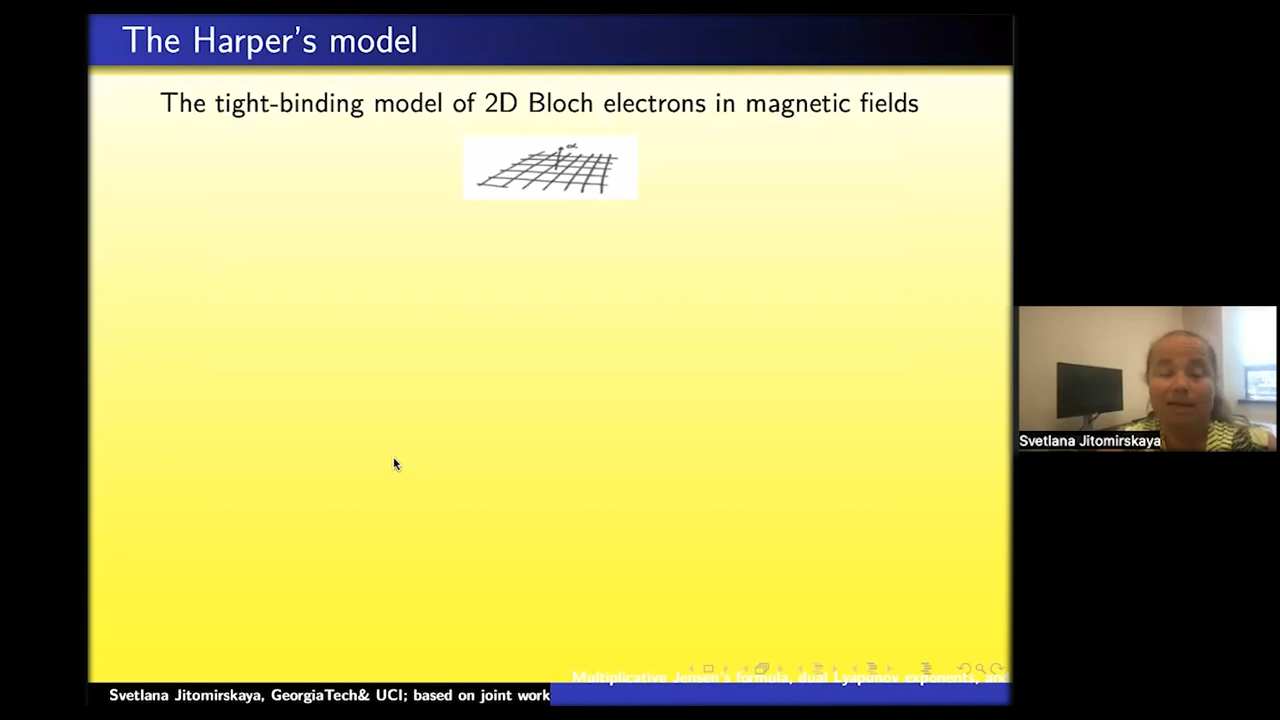 The Harper's model
The tight-binding model of 2D Bloch electrons in magnetic fields
α
Svetlana Jitomirskaya
Multiplicative Jensen's formula, dual Lyapunov exponents, and
Svetlana Jitomirskaya, GeorgiaTech& UCI; based on joint work